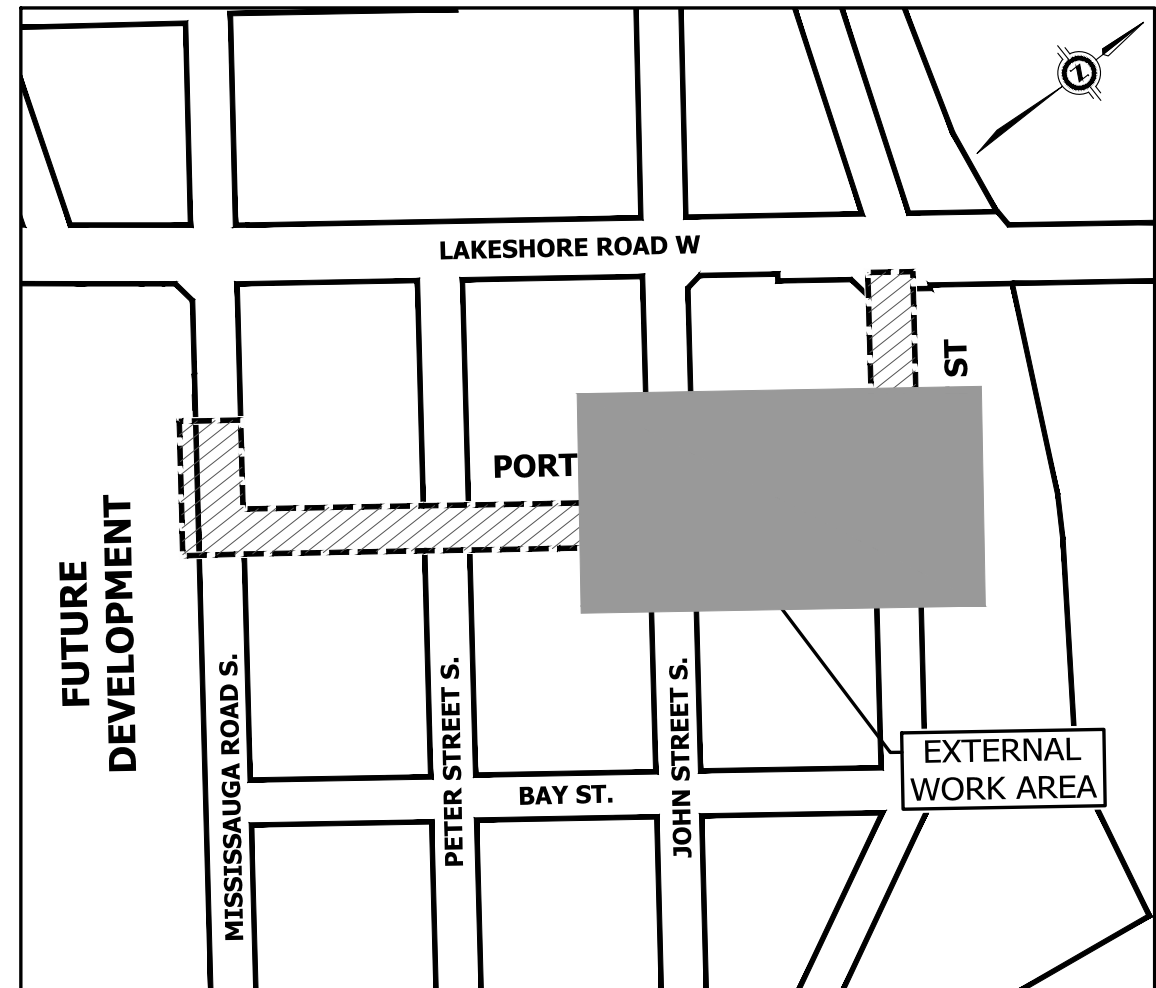 N
LAKESHORE ROAD W
ST
PORT
FUTURE
DEVELOPMENT
MISSISSAUGA ROAD S.
PETER STREET S.
JOHN STREET S.
BAY ST.
EXTERNAL
WORK AREA